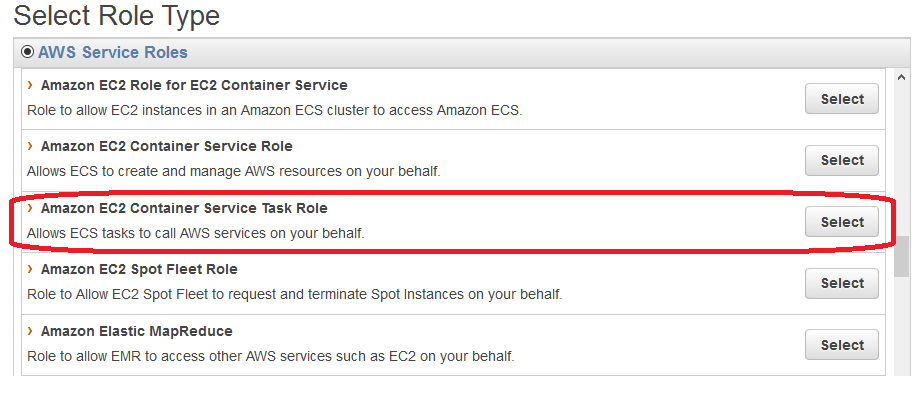 Select Role Type
AWS Service Roles
› Amazon EC2 Role for EC2 Container Service
Role to allow EC2 instances in an Amazon ECS cluster to access Amazon ECS.
Select
› Amazon EC2 Container Service Role
Allows ECS to create and manage AWS resources on your behalf.
Select
› Amazon EC2 Container Service Task Role
Allows ECS tasks to call AWS services on your behalf.
Select
› Amazon EC2 Spot Fleet Role
Role to Allow EC2 Spot Fleet to request and terminate Spot Instances on your behalf.
Select
› Amazon Elastic MapReduce
Role to allow EMR to access other AWS services such as EC2 on your behalf.
Select